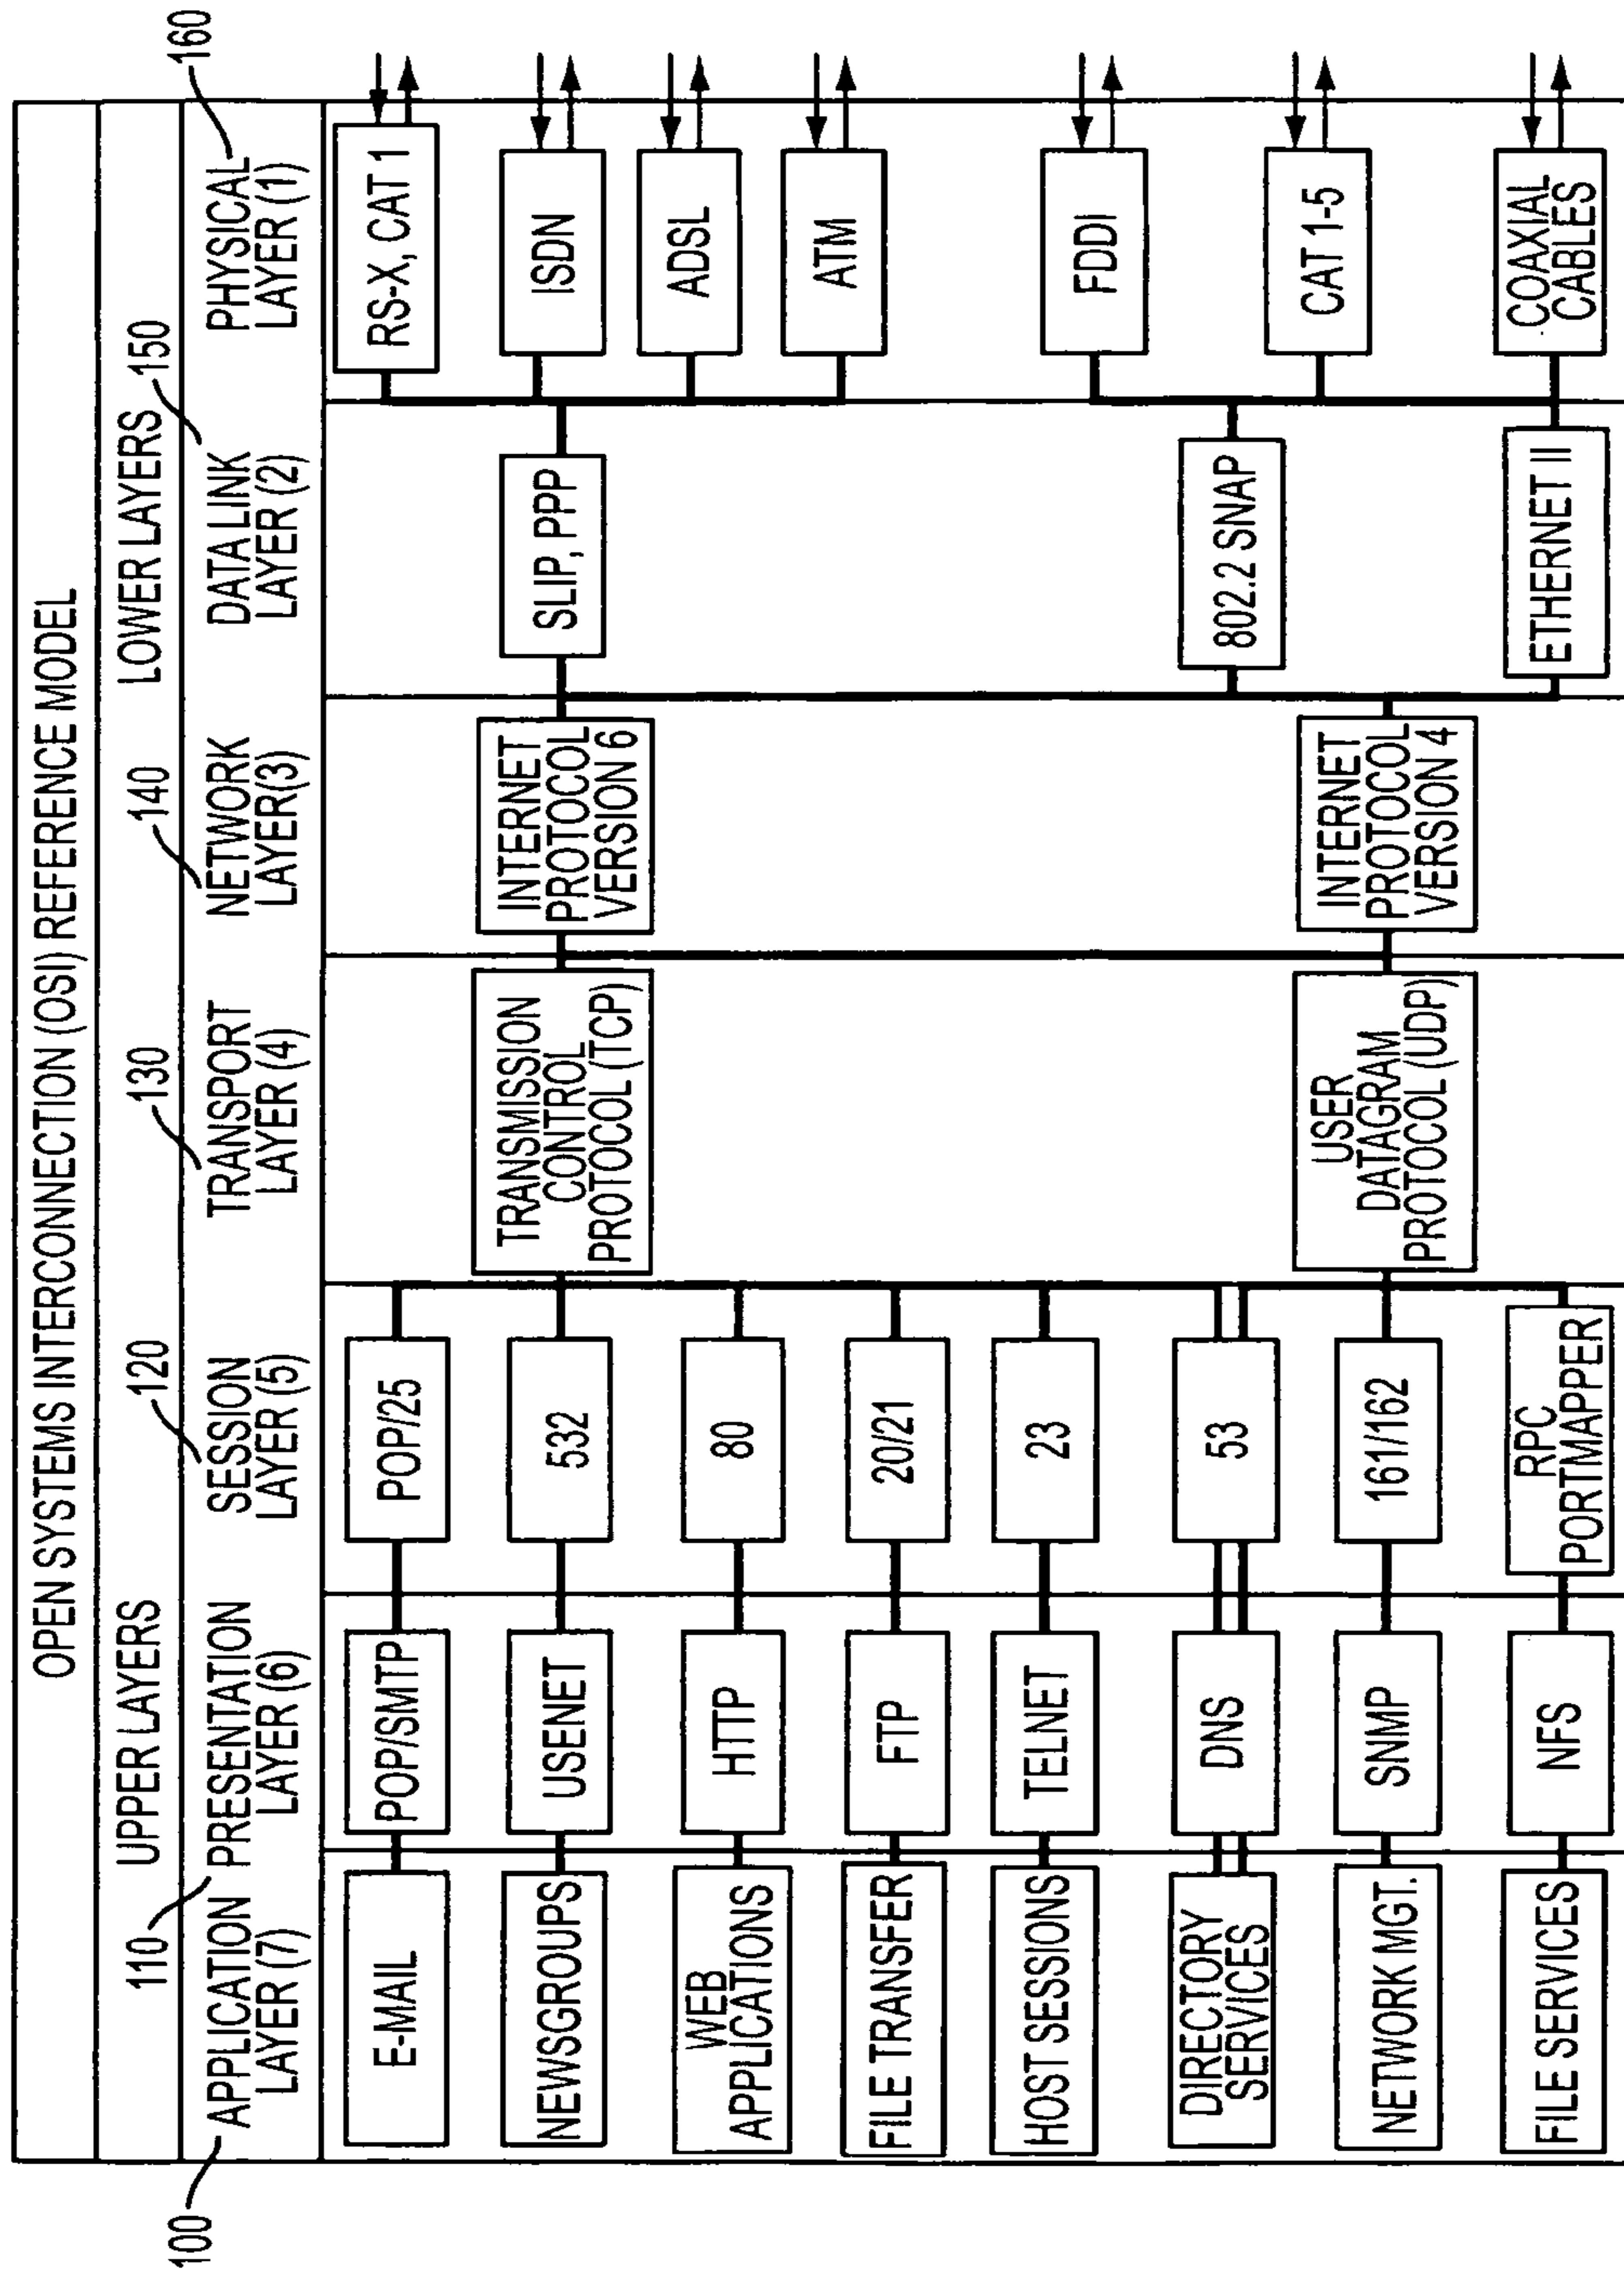 OPEN SYSTEMS INTERCONNECTION (OSI) REFERENCE MODEL
UPPER LAYERS
LOWER LAYERS
100
110
120
130
140
150
160
APPLICATION
LAYER (7)
PRESENTATION
LAYER (6)
SESSION
LAYER (5)
TRANSPORT
LAYER (4)
NETWORK
LAYER(3)
DATA LINK
LAYER (2)
PHYSICAL
LAYER (1)
E-MAIL
POP/SMTP
POP/25
NEWSGROUPS
USENET
532
WEB
APPLICATIONS
HTTP
80
FILE TRANSFER
FTP
20/21
HOST SESSIONS
TELNET
23
DIRECTORY
SERVICES
DNS
53
NETWORK MGT.
SNMP
161/162
FILE SERVICES
NFS
RPC
PORTMAPPER
TRANSMISSION
CONTROL
PROTOCOL (TCP)
USER
DATAGRAM
PROTOCOL (UDP)
INTERNET
PROTOCOL
VERSION 6
INTERNET
PROTOCOL
VERSION 4
SLIP, PPP
802.2 SNAP
ETHERNET II
RS-X, CAT 1
ISDN
ADSL
ATM
FDDI
CAT 1-5
COAXIAL
CABLES